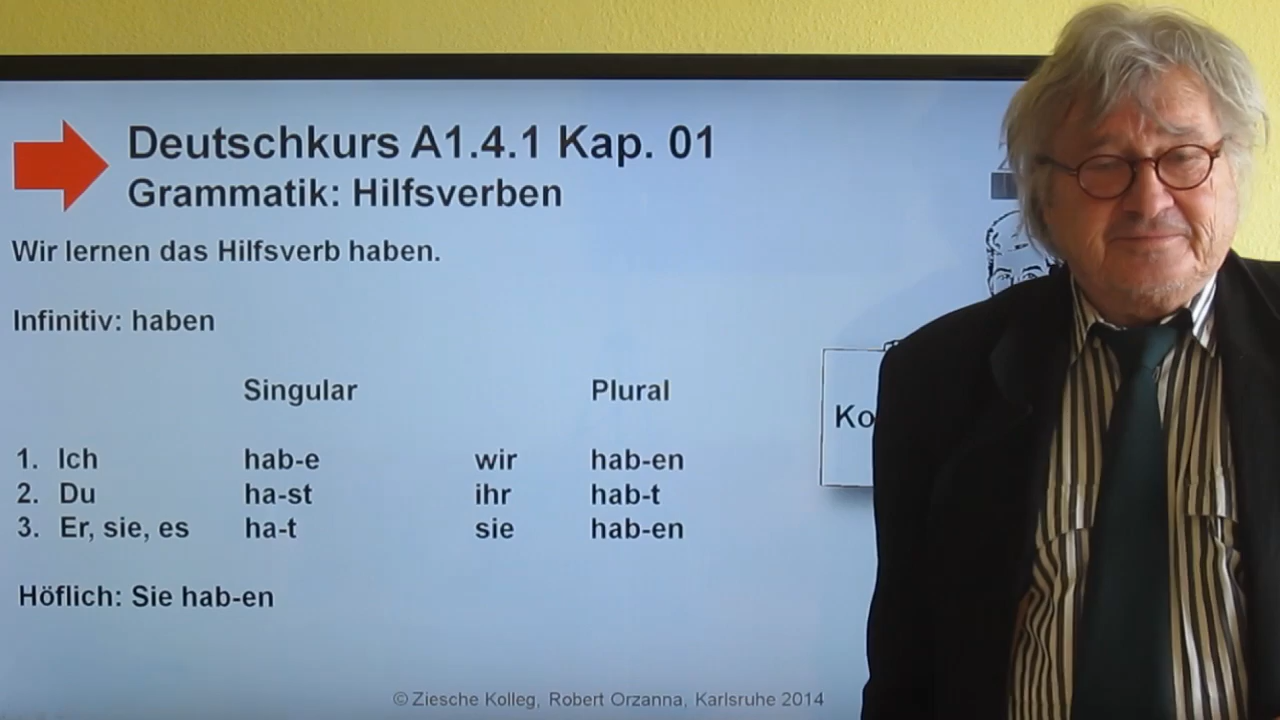 Deutschkurs A1.4.1 Kap. 01
Grammatik: Hilfsverben
Wir lernen das Hilfsverb haben.
Infinitiv: haben
Singular Plural
1. Ich hab-e wir hab-en
2. Du ha-st ihr hab-t
3. Er, sie, es ha-t sie hab-en
Höflich: Sie hab-en
© Ziesche Kolleg, Robert Orzanna, Karlsruhe 2014